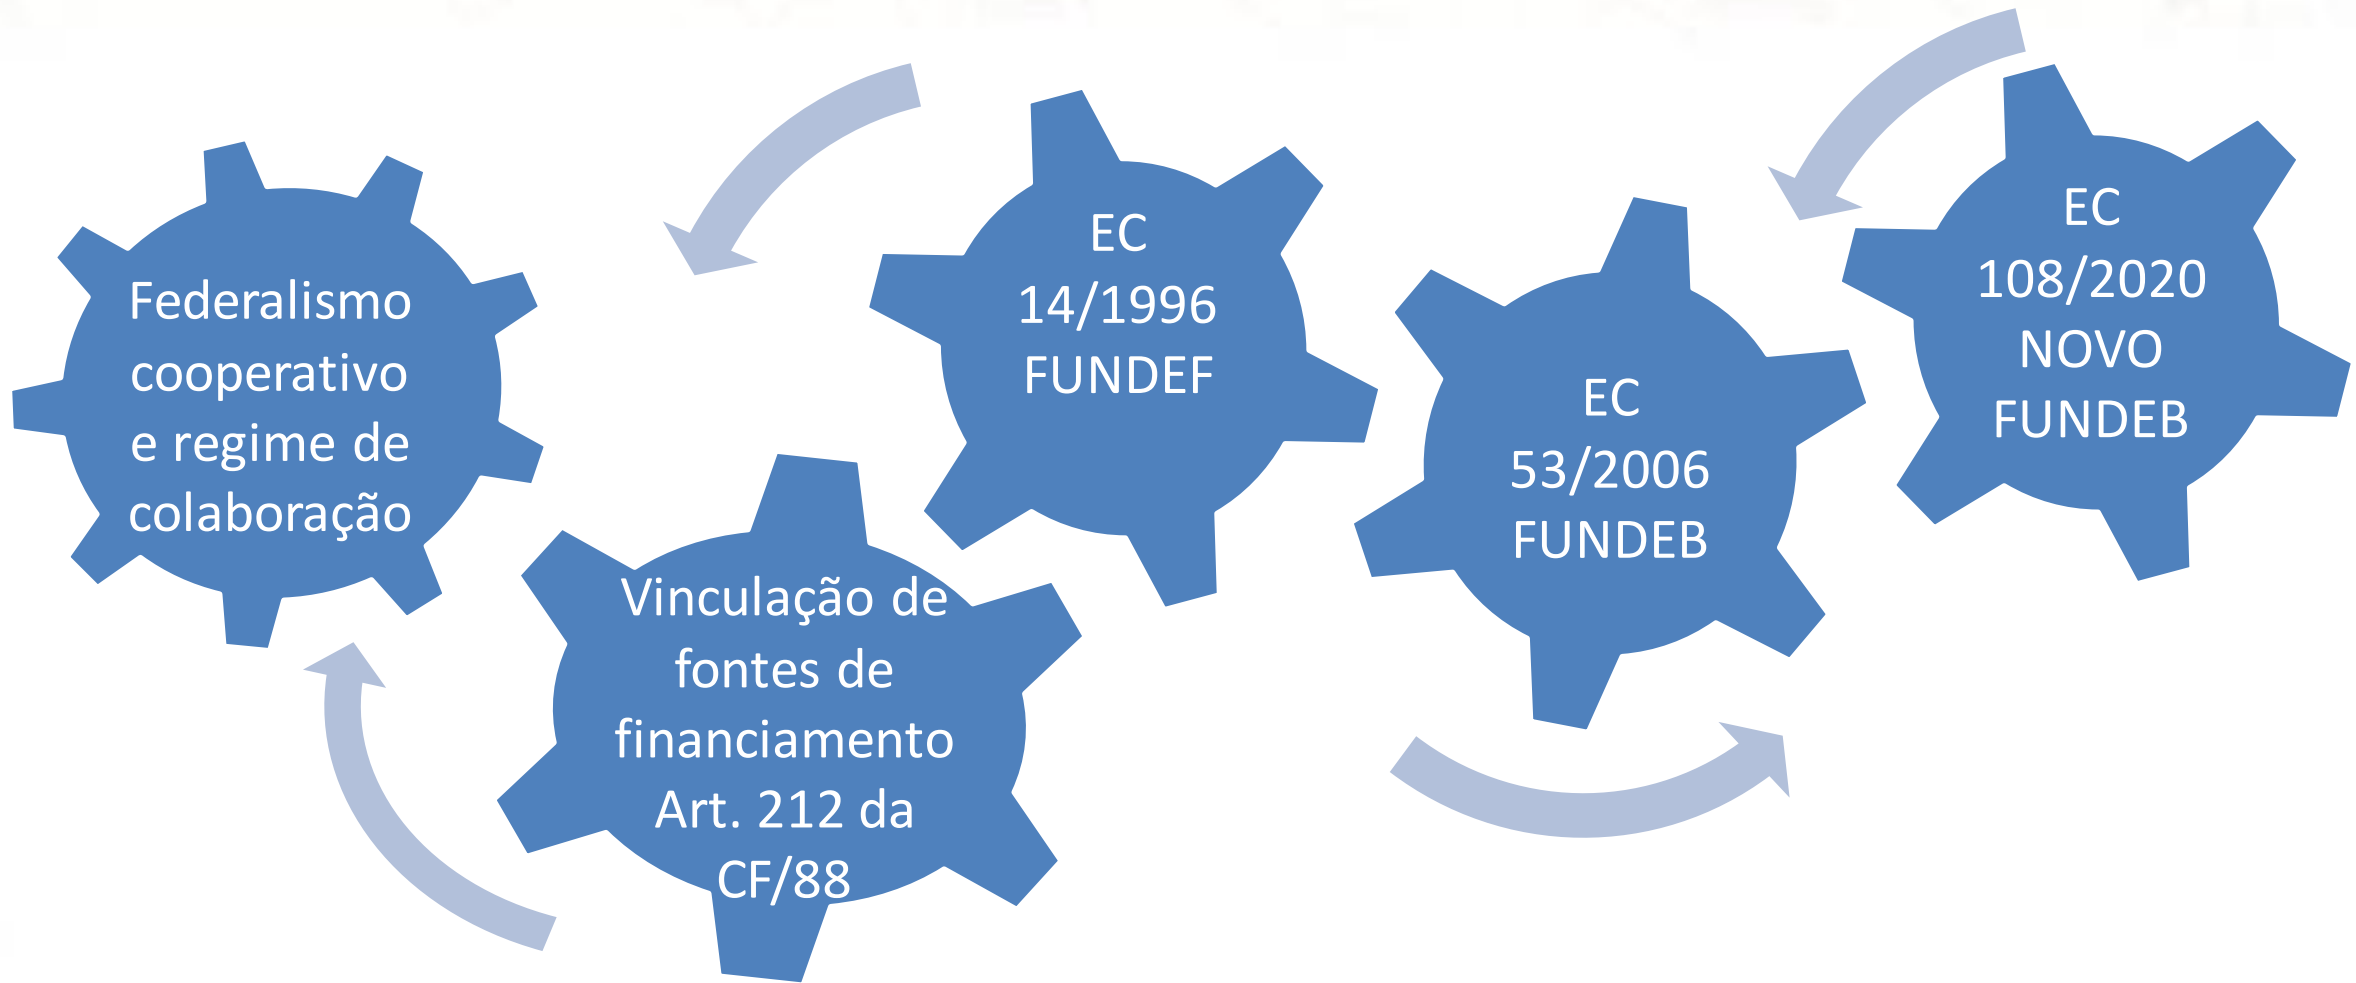 Federalismo
cooperativo
e regime de
colaboração
Vinculação de
fontes de
financiamento
Art. 212 da
CF/88
EC
14/1996
FUNDEF
EC
53/2006
FUNDEB
EC
108/2020
NOVO
FUNDEB